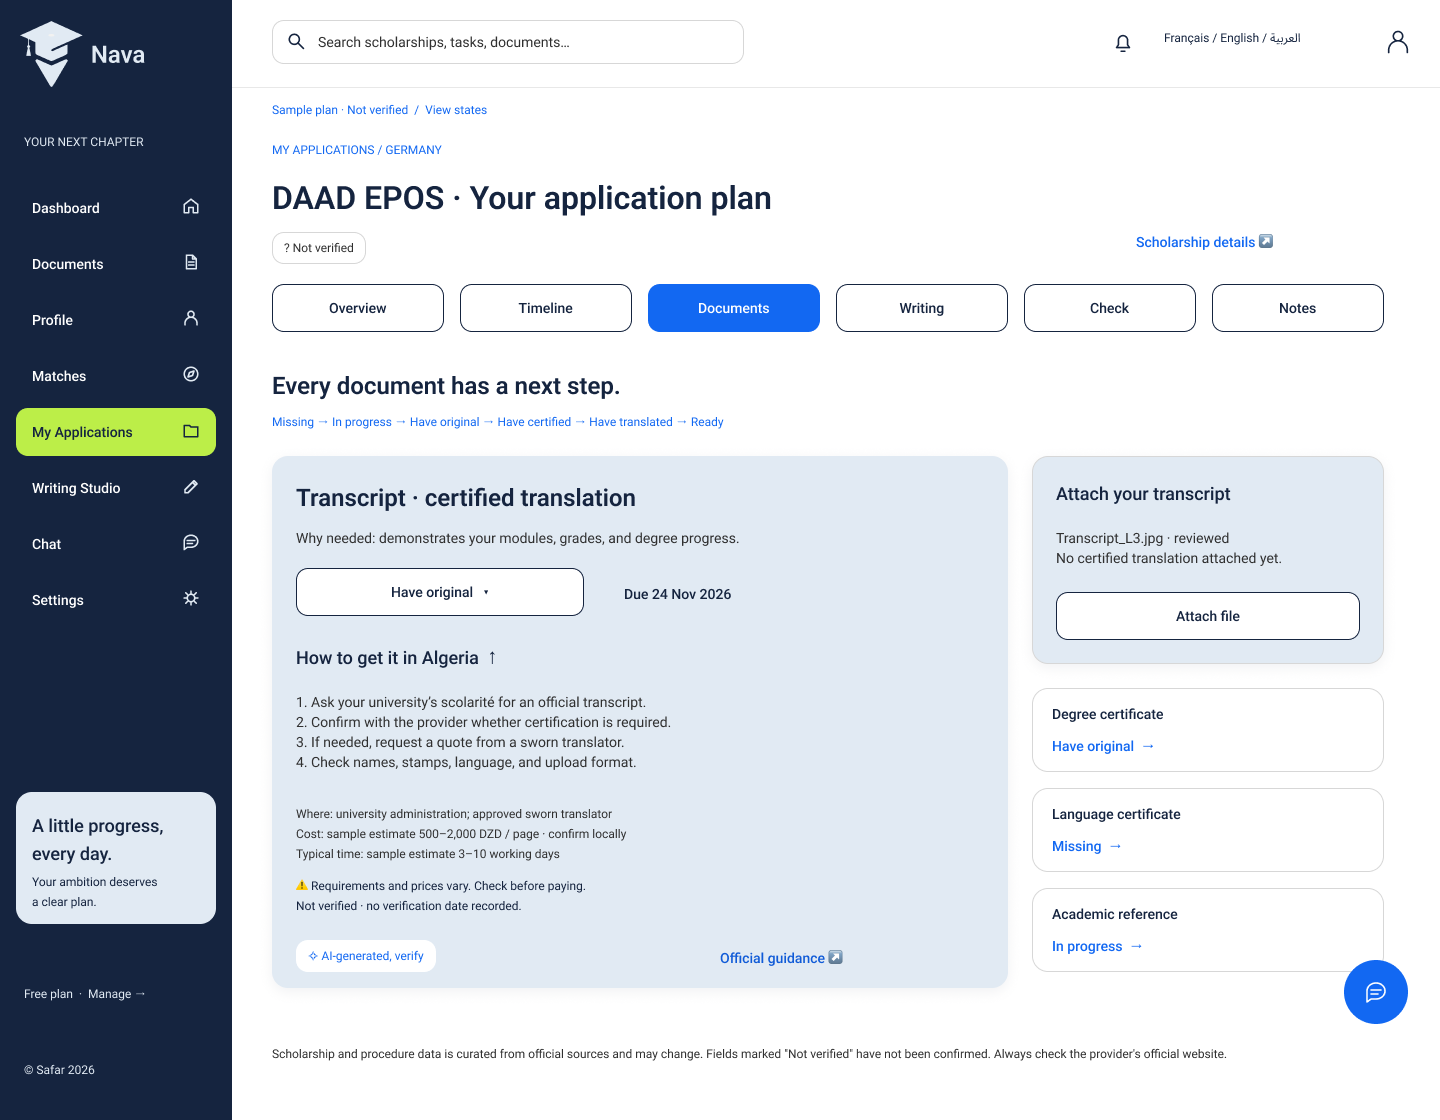 Nava
YOUR NEXT CHAPTER
Dashboard
Documents
Profile
Matches
My Applications
Writing Studio
Chat
Settings
A little progress,
every day.
Your ambition deserves
a clear plan.
Free plan · Manage →
© Safar 2026
Search scholarships, tasks, documents…
Français / English / العربية
Sample plan · Not verified / View states
MY APPLICATIONS / GERMANY
DAAD EPOS · Your application plan
? Not verified
Scholarship details ↗
Overview
Timeline
Documents
Writing
Check
Notes
Every document has a next step.
Missing → In progress → Have original → Have certified → Have translated → Ready
Transcript · certified translation
Why needed: demonstrates your modules, grades, and degree progress.
Have original ▾
Due 24 Nov 2026
How to get it in Algeria ↑
1. Ask your university’s scolarité for an official transcript.
2. Confirm with the provider whether certification is required.
3. If needed, request a quote from a sworn translator.
4. Check names, stamps, language, and upload format.
Where: university administration; approved sworn translator
Cost: sample estimate 500–2,000 DZD / page · confirm locally
Typical time: sample estimate 3–10 working days
⚠ Requirements and prices vary. Check before paying.
Not verified · no verification date recorded.
✧ AI-generated, verify
Official guidance ↗
Attach your transcript
Transcript_L3.jpg · reviewed
No certified translation attached yet.
Attach file
Degree certificate
Have original →
Language certificate
Missing →
Academic reference
In progress →
Scholarship and procedure data is curated from official sources and may change. Fields marked "Not verified" have not been confirmed. Always check the provider's official website.